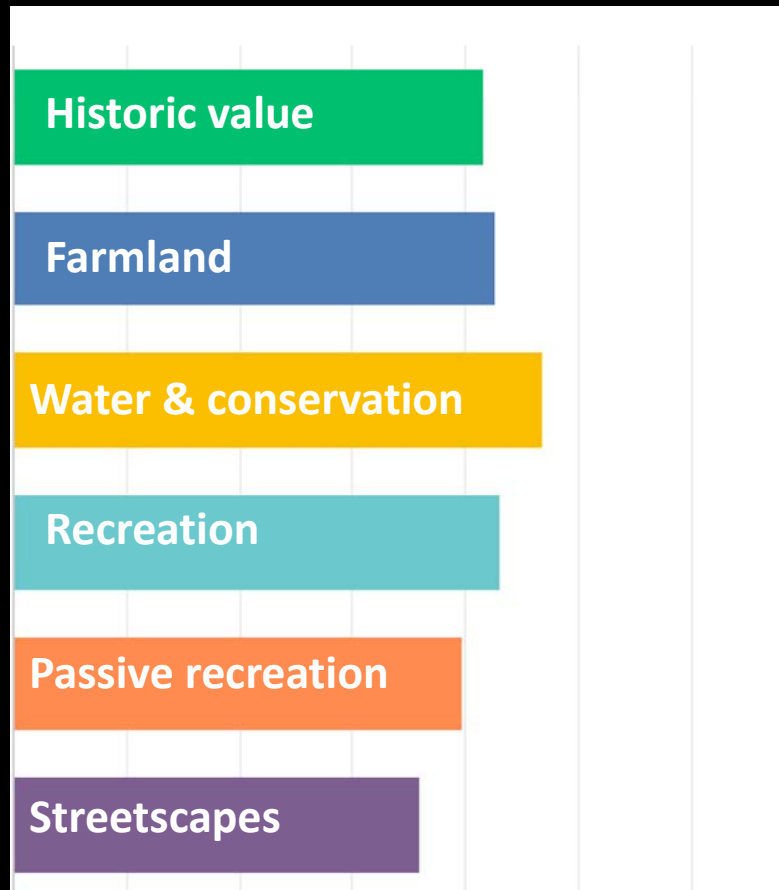 Historic value
Farmland
Water & conservation
Recreation
Passive recreation
Streetscapes